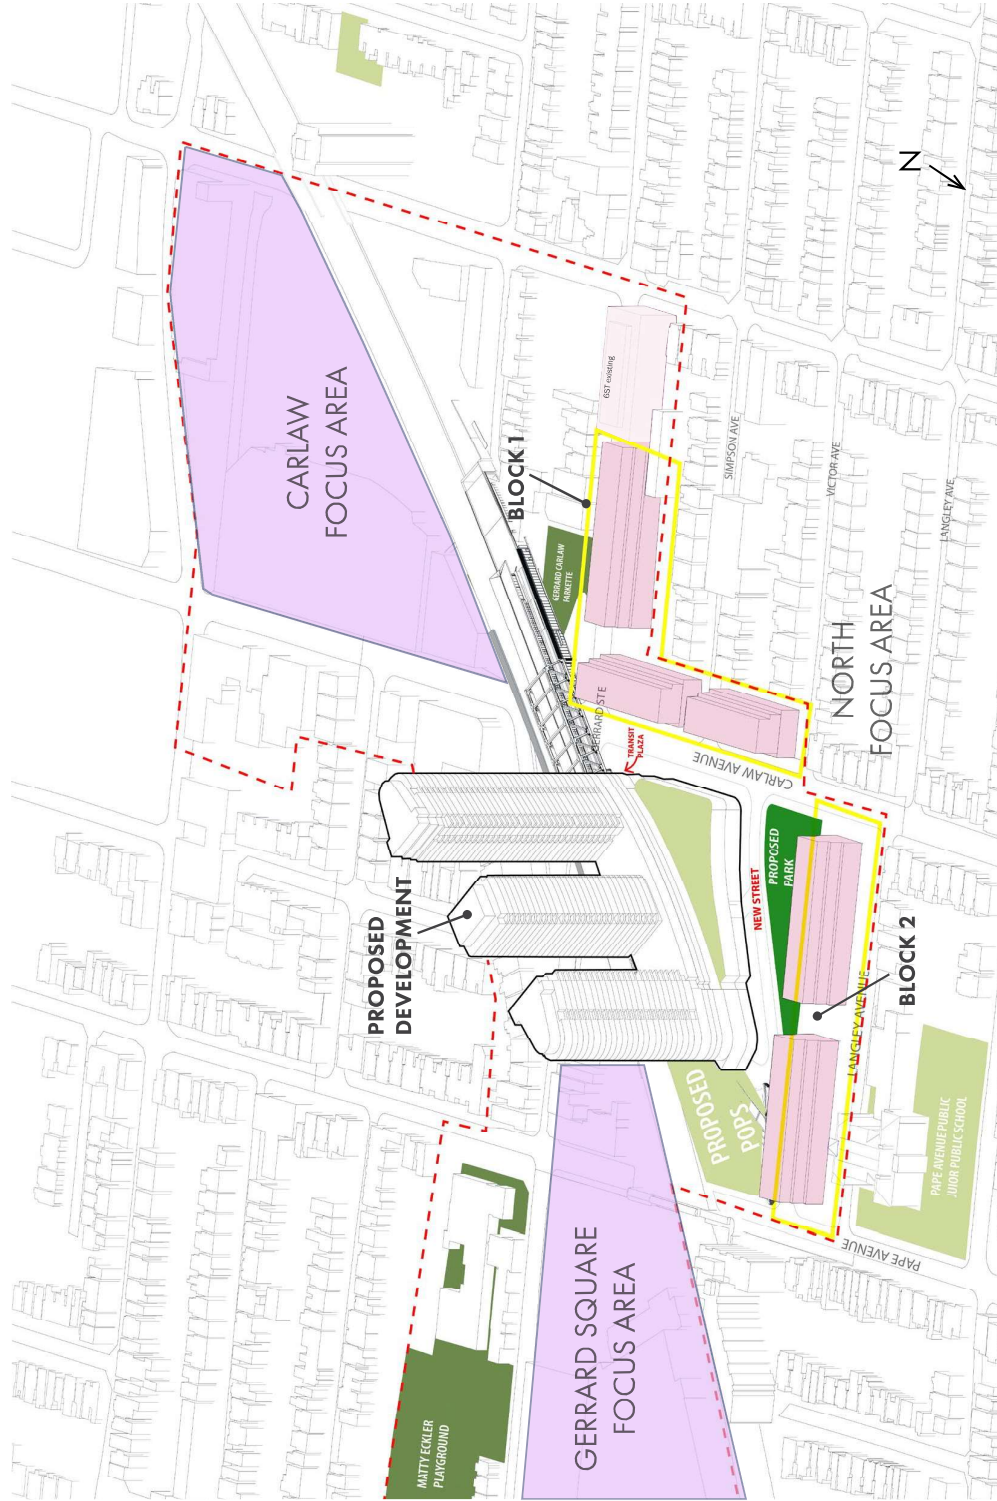 CARLAW
FOCUS AREA
N
6ST existing
BLOCK 1
SIMPSON AVE
VICTOR AVE
LANGLEY AVE
GERRARD CARLAW
PARKETTE
NORTH
FOCUS AREA
GERRARD ST E
TRANSIT
PLAZA
CARLAW AVENUE
PROPOSED
DEVELOPMENT
NEW STREET
PROPOSED
PARK
BLOCK 2
LANGLEY AVENUE
PROPOSED
POPS
PAPE AVENUE PUBLIC
JUIOR PUBLIC SCHOOL
PAPE AVENUE
GERRARD SQUARE
FOCUS AREA
MATTY ECKLER
PLAYGROUND